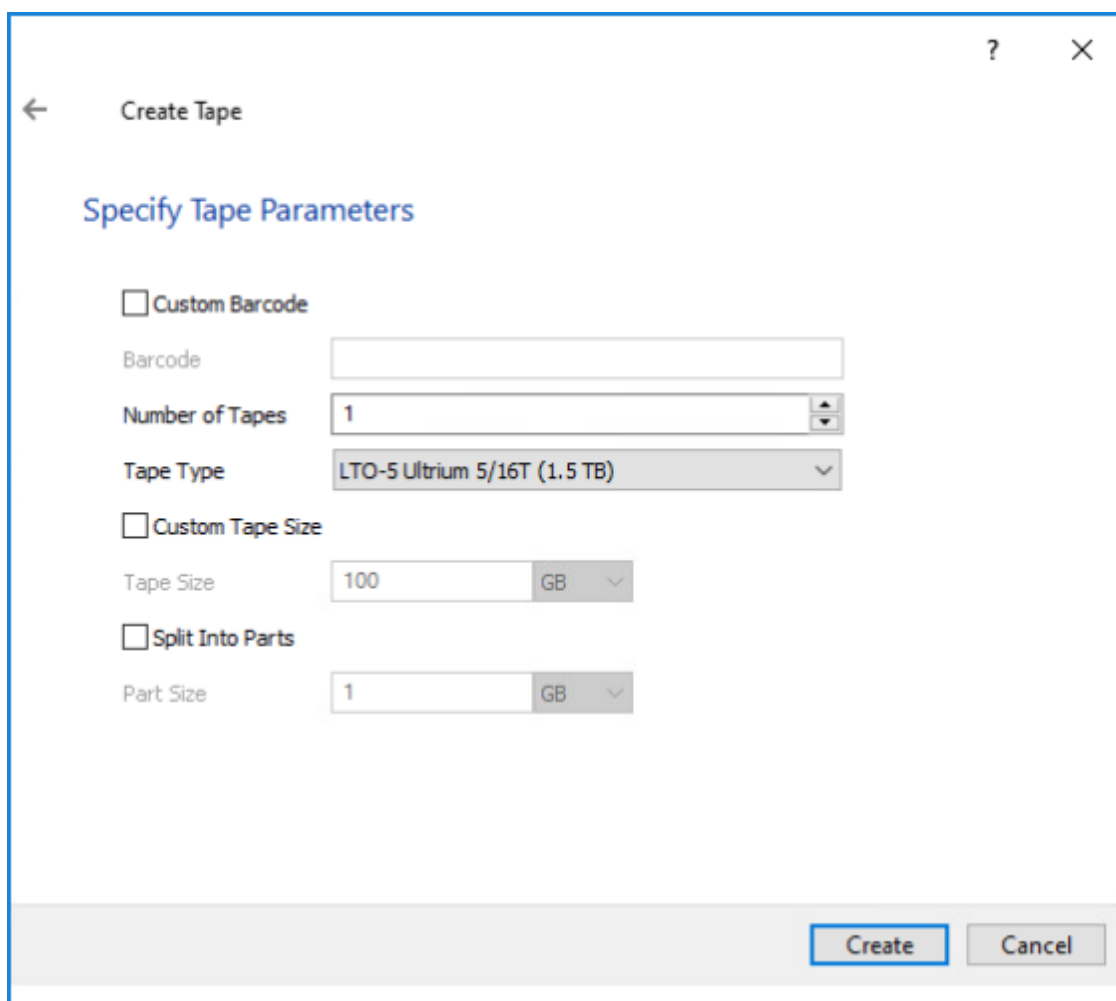 ?
Create Tape
Specify Tape Parameters
Custom Barcode
Barcode
Number of Tapes 1
Tape Type LTO-5 Ultrium 5/16T (1.5 TB)
Custom Tape Size
Tape Size 100 GB
Split Into Parts
Part Size 1 GB
Create Cancel